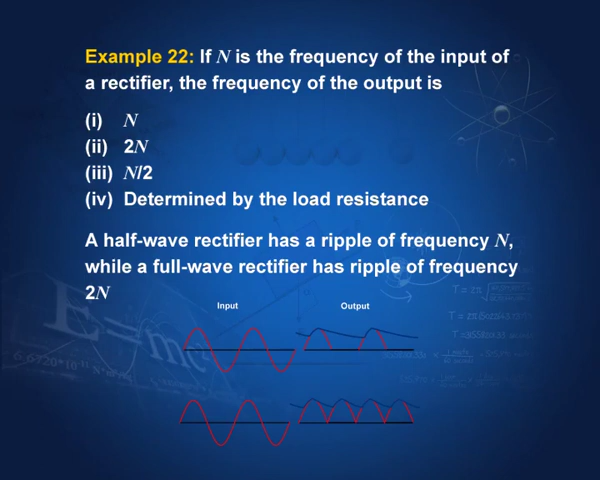 Example 22: If N is the frequency of the input of
a rectifier, the frequency of the output is
(i) N
(ii) 2N
(iii) N/2
(iv) Determined by the load resistance
A half-wave rectifier has a ripple of frequency N,
while a full-wave rectifier has ripple of frequency
2N
Input Output
E=mc